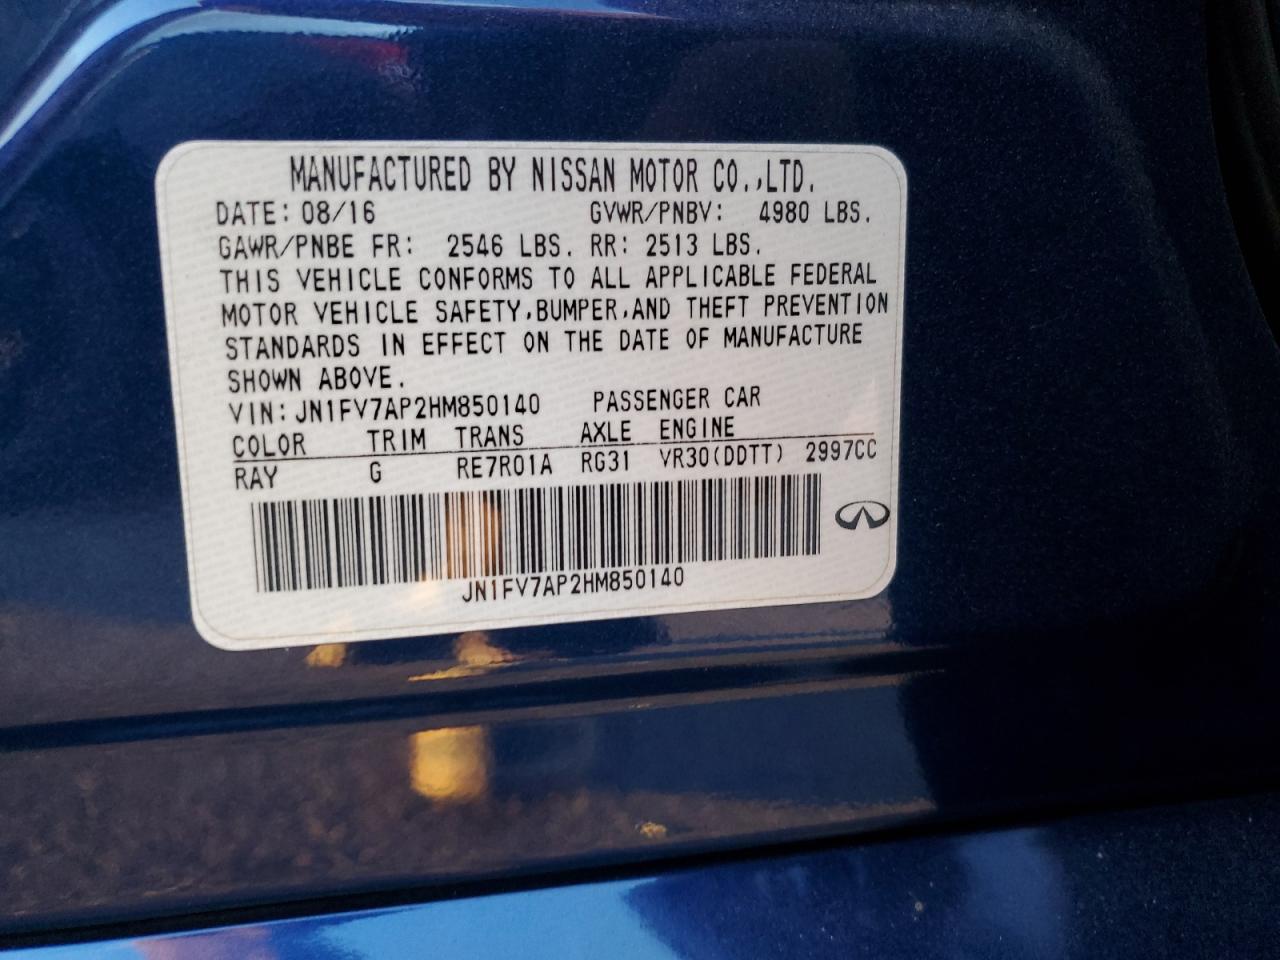 MANUFACTURED BY NISSAN MOTOR CO.,LTD.
DATE: 08/16 GVWR/PNBV: 4980 LBS.
GAWR/PNBE FR: 2546 LBS. RR: 2513 LBS.
THIS VEHICLE CONFORMS TO ALL APPLICABLE FEDERAL
MOTOR VEHICLE SAFETY,BUMPER,AND THEFT PREVENTION
STANDARDS IN EFFECT ON THE DATE OF MANUFACTURE
SHOWN ABOVE.
VIN: JN1FV7AP2HM850140 PASSENGER CAR
COLOR TRIM TRANS AXLE ENGINE
RAY G RE7R01A RG31 VR30(DDTT) 2997CC
JN1FV7AP2HM850140